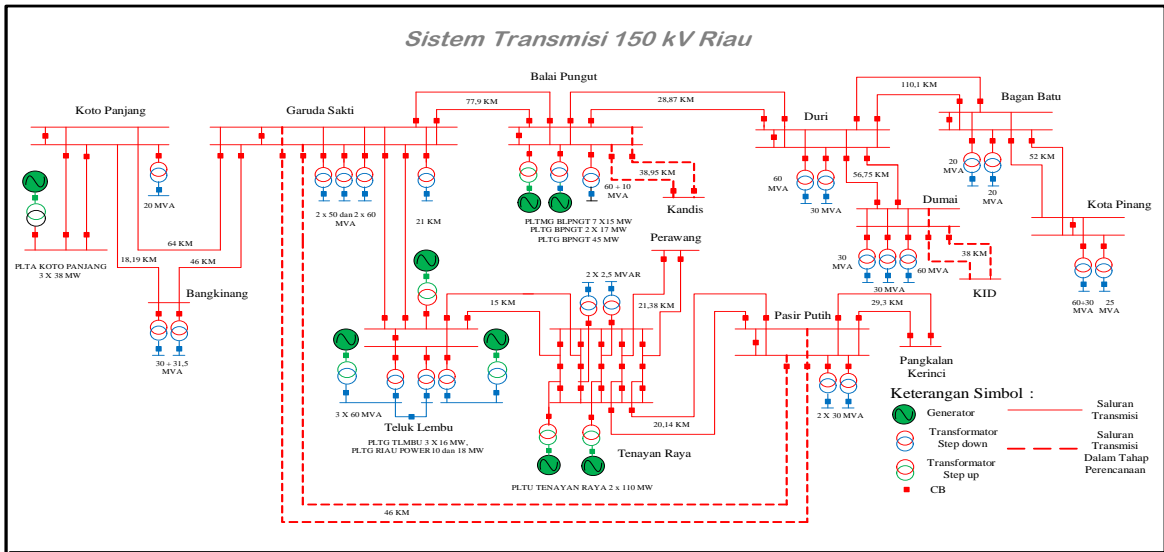 Sistem Transmisi 150 kV Riau
Koto Panjang
20 MVA
PLTA KOTO PANJANG
3 X 38 MW
64 KM
18,19 KM
46 KM
Bangkinang
30 + 31,5
MVA
Garuda Sakti
2 x 50 dan 2 x 60
MVA
21 KM
77,9 KM
Balai Pungut
28,87 KM
60 + 10
MVA
38,95 KM
Kandis
PLTMG BLPNGT 7 X15 MW
PLTG BPNGT 2 X 17 MW
PLTG BPNGT 45 MW
Duri
60
MVA
30 MVA
110,1 KM
56,75 KM
Bagan Batu
20
MVA
20
MVA
52 KM
Dumai
30
MVA
30 MVA
60 MVA
38 KM
KID
Kota Pinang
60+30
MVA
25
MVA
Perawang
2 X 2,5 MVAR
21,38 KM
15 KM
3 X 60 MVA
Teluk Lembu
PLTG TLMBU 3 X 16 MW,
PLTG RIAU POWER 10 dan 18 MW
Tenayan Raya
PLTU TENAYAN RAYA 2 x 110 MW
20,14 KM
Pasir Putih
29,3 KM
Pangkalan
Kerinci
2 X 30 MVA
46 KM
Keterangan Simbol :
Generator
Transformator
Step down
Transformator
Step up
CB
Saluran
Transmisi
Saluran
Transmisi
Dalam Tahap
Perencanaan